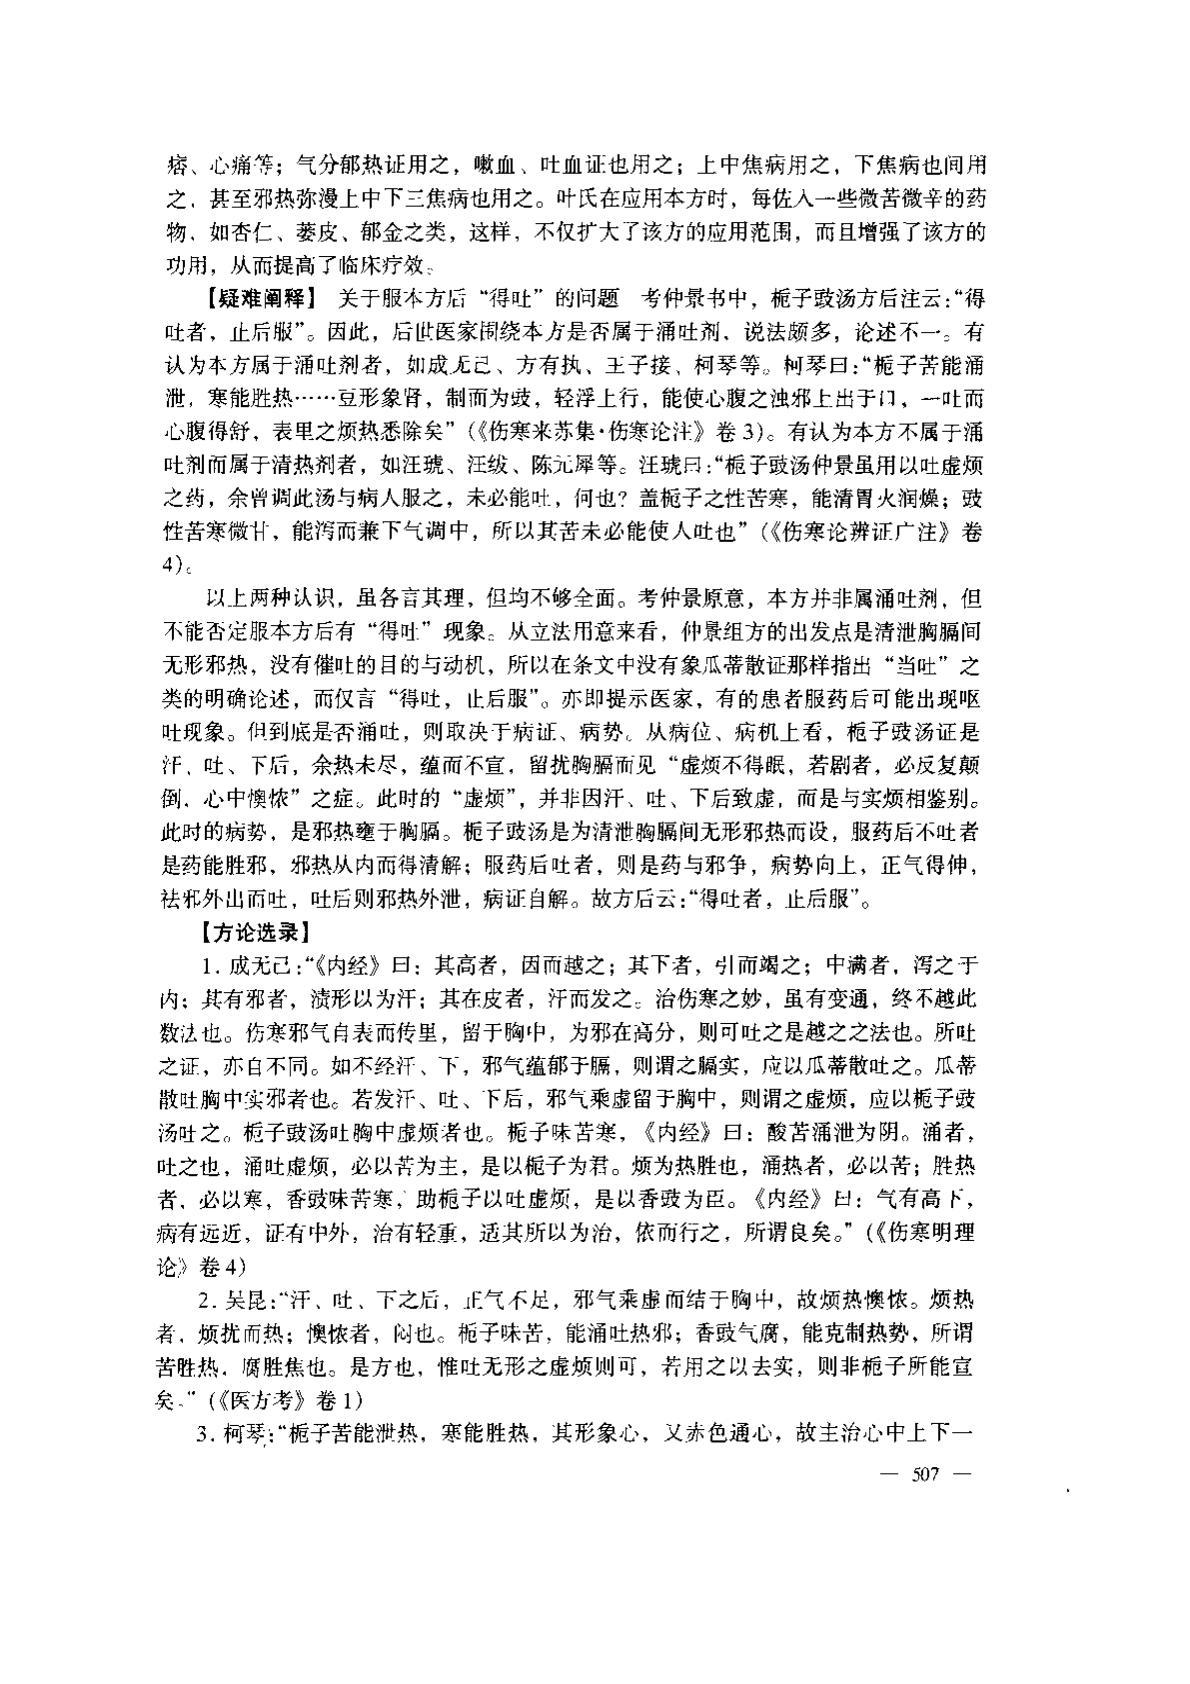 痞、心痛等；气分郁热证用之，嗽血、吐血证也用之；上中焦病用之，下焦病也间用
之，甚至邪热弥漫上中下三焦病也用之。叶氏在应用本方时，每佐入一些微苦微辛的药
物，如杏仁、蒌皮、郁金之类，这样，不仅扩大了该方的应用范围，而且增强了该方的
功用，从而提高了临床疗效。
【疑难阐释】 关于服本方后“得吐”的问题 考仲景书中，栀子豉汤方后注云：“得
吐者，止后服”。因此，后世医家围绕本方是否属于涌吐剂，说法颇多，论述不一。有
认为本方属于涌吐剂者，如成无己、方有执、王子接、柯琴等。柯琴曰：“栀子苦能涌
泄，寒能胜热……豆形象肾，制而为豉，轻浮上行，能使心腹之浊邪上出于口，一吐而
心腹得舒，表里之烦热悉除矣”（《伤寒来苏集·伤寒论注》卷3）。有认为本方不属于涌
吐剂而属于清热剂者，如汪琥、汪绂、陈元犀等。汪琥曰：“栀子豉汤仲景虽用以吐虚烦
之药，余曾调此汤与病人服之，未必能吐，何也？盖栀子之性苦寒，能清胃火润燥；豉
性苦寒微甘，能泻而兼下气调中，所以其苦未必能使人吐也”（《伤寒论辨证广注》卷
4）。
以上两种认识，虽各言其理，但均不够全面。考仲景原意，本方并非属涌吐剂，但
不能否定服本方后有“得吐”现象。从立法用意来看，仲景组方的出发点是清泄胸膈间
无形邪热，没有催吐的目的与动机，所以在条文中没有象瓜蒂散证那样指出“当吐”之
类的明确论述，而仅言“得吐，止后服”。亦即提示医家，有的患者服药后可能出现呕
吐现象。但到底是否涌吐，则取决于病证、病势。从病位、病机上看，栀子豉汤证是
汗、吐、下后，余热未尽，蕴而不宣，留扰胸膈而见“虚烦不得眠，若剧者，必反复颠
倒，心中懊憹”之症。此时的“虚烦”，并非因汗、吐、下后致虚，而是与实烦相鉴别。
此时的病势，是邪热壅于胸膈。栀子豉汤是为清泄胸膈间无形邪热而设，服药后不吐者
是药能胜邪，邪热从内而得清解；服药后吐者，则是药与邪争，病势向上，正气得伸，
祛邪外出而吐，吐后则邪热外泄，病证自解。故方后云：“得吐者，止后服”。
【方论选录】
1. 成无己：“《内经》曰：其高者，因而越之；其下者，引而竭之；中满者，泻之于
内；其有邪者，渍形以为汗；其在皮者，汗而发之。治伤寒之妙，虽有变通，终不越此
数法也。伤寒邪气自表而传里，留于胸中，为邪在高分，则可吐之是越之之法也。所吐
之证，亦自不同。如不经汗、下，邪气蕴郁于膈，则谓之膈实，应以瓜蒂散吐之。瓜蒂
散吐胸中实邪者也。若发汗、吐、下后，邪气乘虚留于胸中，则谓之虚烦，应以栀子豉
汤吐之。栀子豉汤吐胸中虚烦者也。栀子味苦寒，《内经》曰：酸苦涌泄为阴。涌者，
吐之也，涌吐虚烦，必以苦为主，是以栀子为君。烦为热胜也，涌热者，必以苦；胜热
者，必以寒，香豉味苦寒，助栀子以吐虚烦，是以香豉为臣。《内经》曰：气有高下，
病有远近，证有中外，治有轻重，适其所以为治，依而行之，所谓良矣。”（《伤寒明理
论》卷4）
2. 吴昆：“汗、吐、下之后，正气不足，邪气乘虚而结于胸中，故烦热懊憹。烦热
者，烦扰而热；懊憹者，闷也。栀子味苦，能涌吐热邪；香豉气腐，能克制热势，所谓
苦胜热，腐胜焦也。是方也，惟吐无形之虚烦则可，若用之以去实，则非栀子所能宣
矣。”（《医方考》卷1）
3. 柯琴：“栀子苦能泄热，寒能胜热，其形象心，又赤色通心，故主治心中上下一
— 507 —